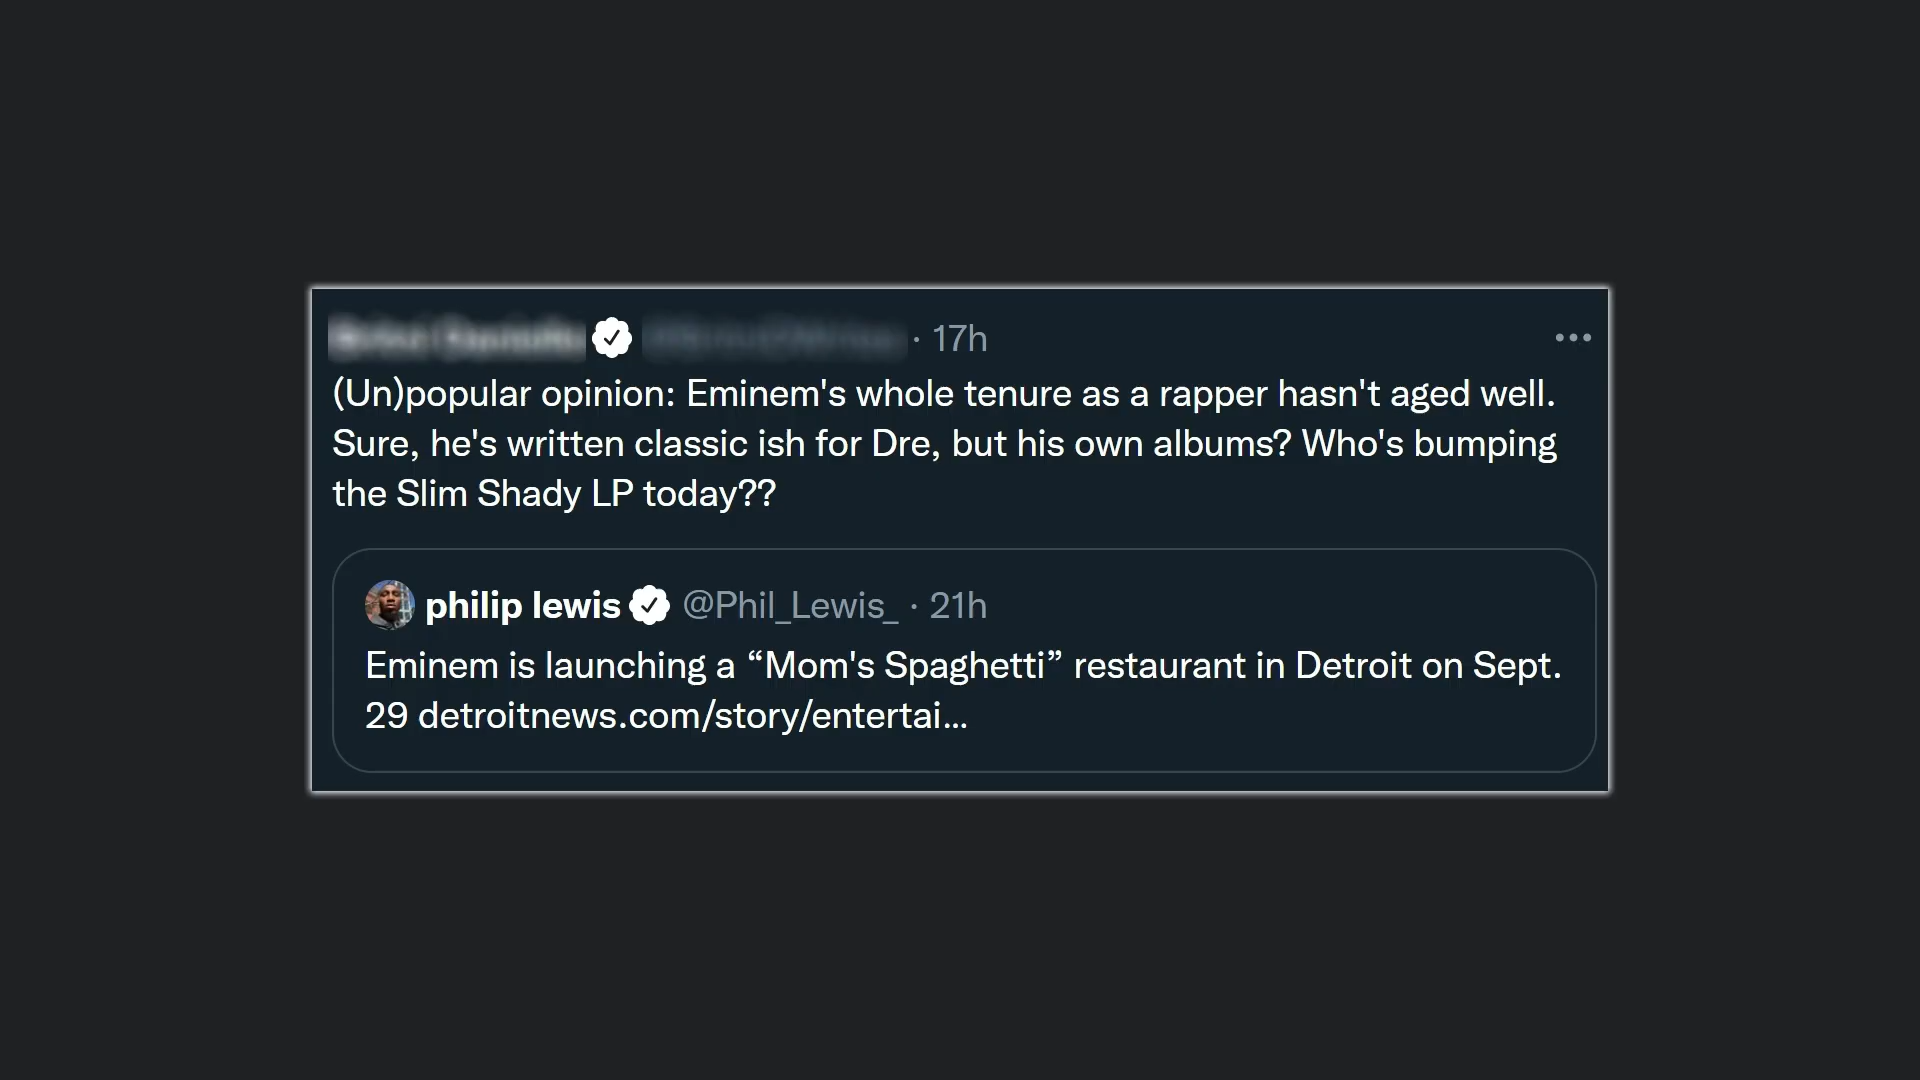 · 17h
(Un)popular opinion: Eminem's whole tenure as a rapper hasn't aged well.
Sure, he's written classic ish for Dre, but his own albums? Who's bumping
the Slim Shady LP today??
philip lewis @Phil_Lewis_ · 21h
Eminem is launching a “Mom's Spaghetti” restaurant in Detroit on Sept.
29 detroitnews.com/story/entertai...